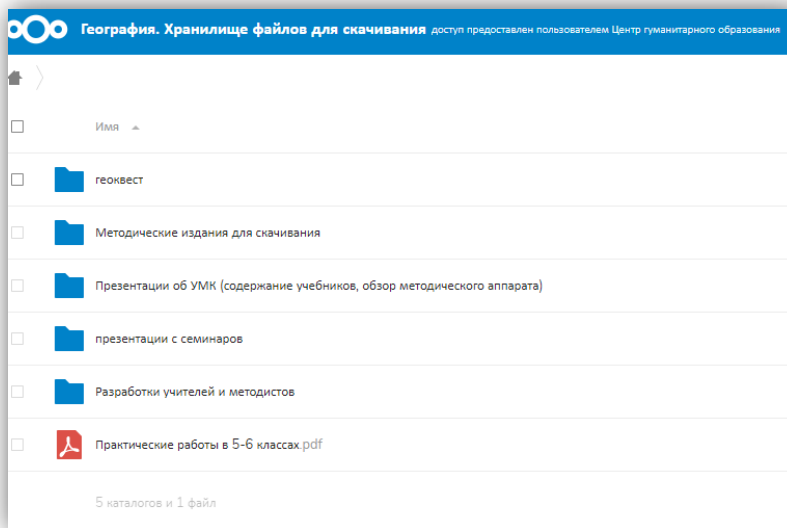 География. Хранилище файлов для скачивания доступ предоставлен пользователем Центр гуманитарного образования
Имя
геоквест
Методические издания для скачивания
Презентации об УМК (содержание учебников, обзор методического аппарата)
презентации с семинаров
Разработки учителей и методистов
Практические работы в 5-6 классах.pdf
5 каталогов и 1 файл